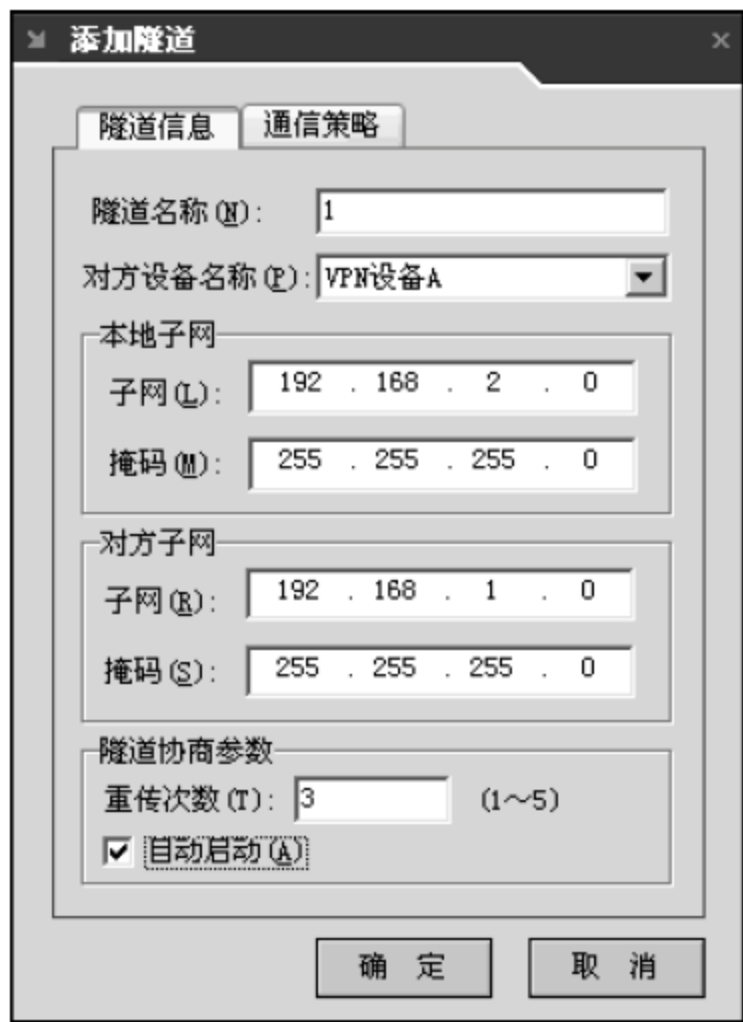 添加隧道
隧道信息 通信策略
隧道名称(N): 1
对方设备名称(P): VPN设备A
本地子网
子网(L): 192 . 168 . 2 . 0
掩码(M): 255 . 255 . 255 . 0
对方子网
子网(R): 192 . 168 . 1 . 0
掩码(S): 255 . 255 . 255 . 0
隧道协商参数
重传次数(T): 3 (1～5)
自动启动(A)
确 定 取 消